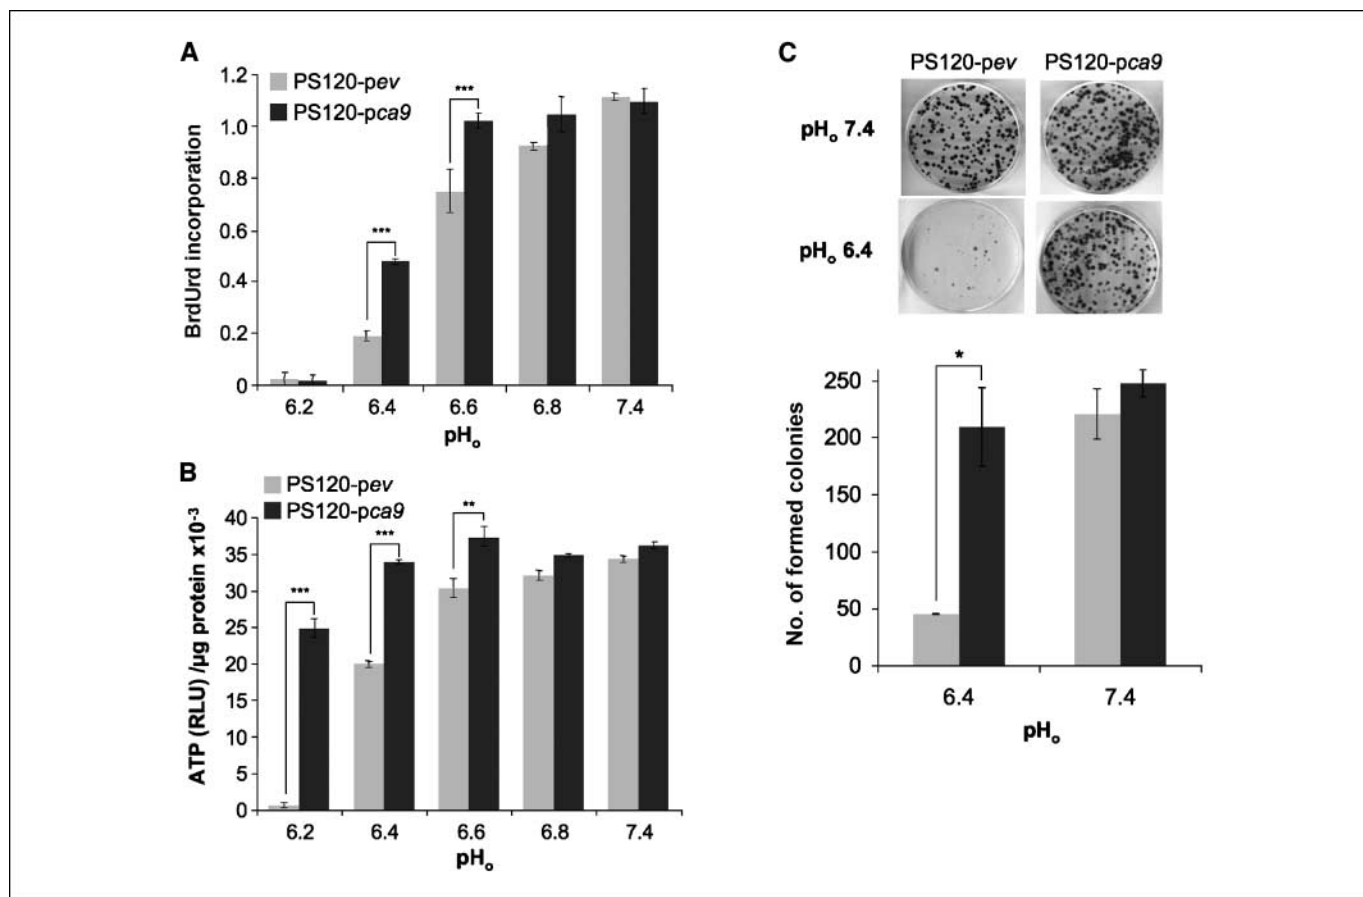 A
PS120-pev
PS120-pca9
BrdUrd incorporation
1.2
1.0
0.8
0.6
0.4
0.2
0
***
***
6.2 6.4 6.6 6.8 7.4
pHₒ
B
PS120-pev
PS120-pca9
ATP (RLU) /µg protein x10⁻³
40
35
30
25
20
15
10
5
0
***
***
**
6.2 6.4 6.6 6.8 7.4
pHₒ
C
PS120-pev PS120-pca9
pHₒ 7.4
pHₒ 6.4
No. of formed colonies
250
200
150
100
50
0
*
6.4 7.4
pHₒ